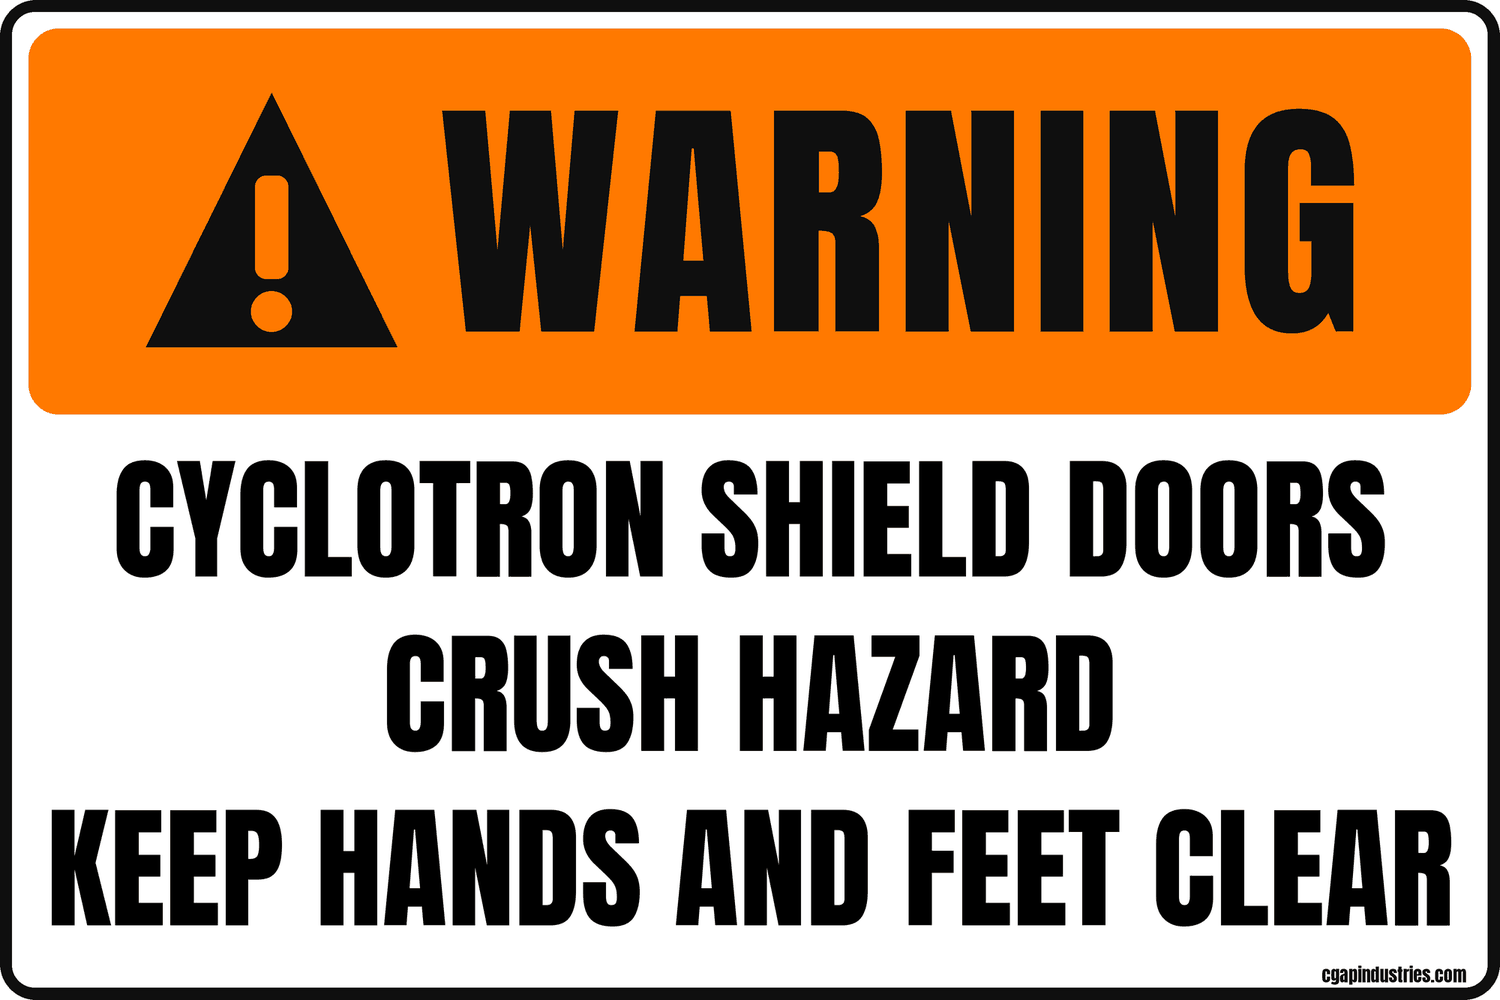 WARNING
CYCLOTRON SHIELD DOORS
CRUSH HAZARD
KEEP HANDS AND FEET CLEAR
cgapindustries.com